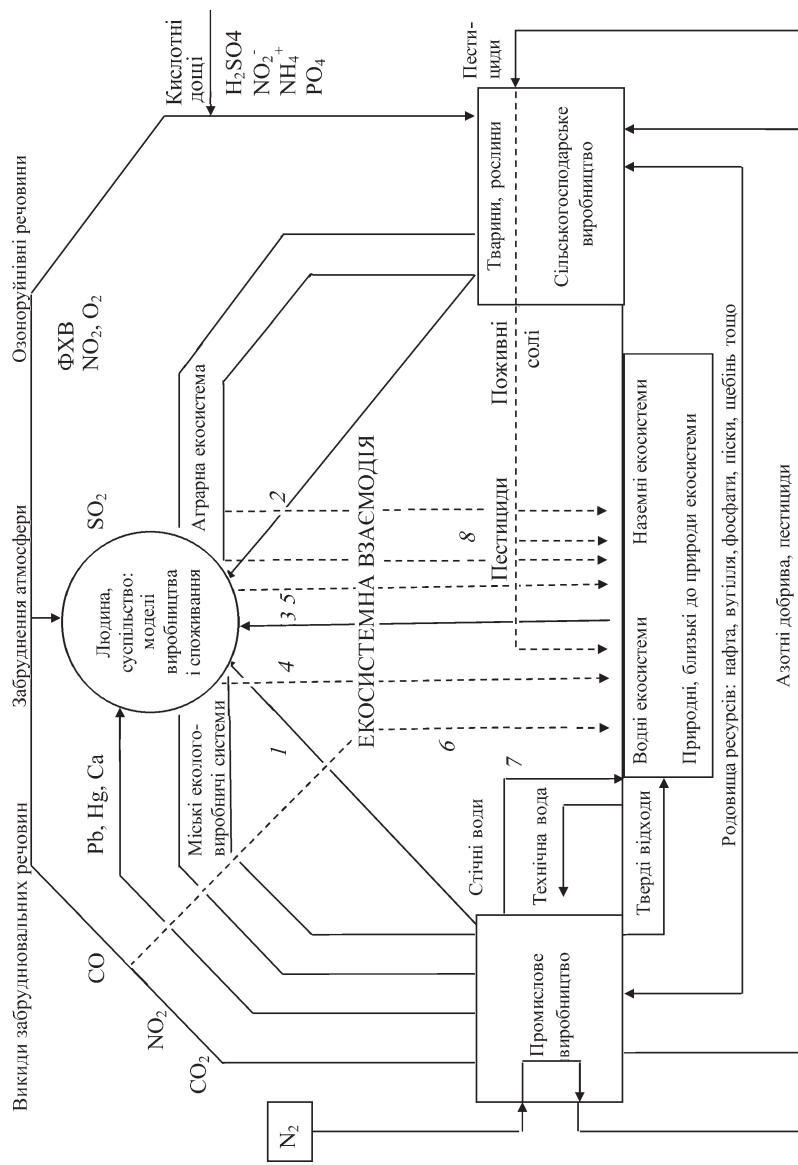 Викиди забруднювальних речовин
Забруднення атмосфери
Озоноруйнівні речовини
CO
NO₂
CO₂
Pb, Hg, Ca
SO₂
ФХВ
NO₂, O₂
Кислотні
дощі
H₂SO4
NO₂⁻
NH₄⁺
PO₄
N₂
Людина,
суспільство:
моделі
виробництва
і споживання
Міські еколого-
виробничі системи
Аграрна екосистема
1
4
3
5
2
ЕКОСИСТЕМНА ВЗАЄМОДІЯ
6
7
8
Стічні води
Технічна вода
Тверді відходи
Пестициди
Поживні
солі
Пести-
циди
Промислове
виробництво
Тварини, рослини
Сільськогосподарське
виробництво
Водні екосистеми
Наземні екосистеми
Природні, близькі до природи екосистеми
Родовища ресурсів: нафта, вугілля, фосфати, піски, щебінь тощо
Азотні добрива, пестициди